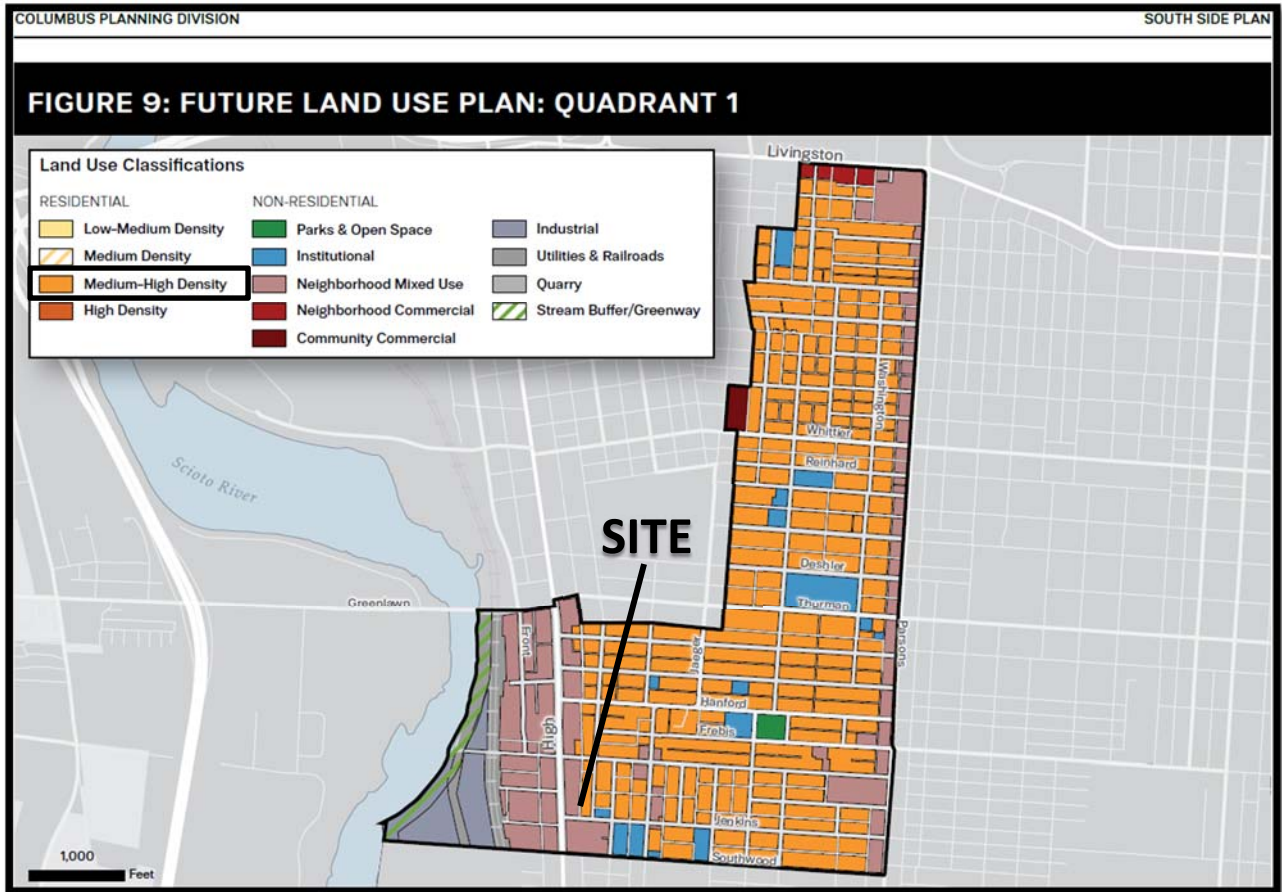 COLUMBUS PLANNING DIVISION
SOUTH SIDE PLAN
FIGURE 9: FUTURE LAND USE PLAN: QUADRANT 1
Land Use Classifications
RESIDENTIAL
Low-Medium Density
Medium Density
Medium-High Density
High Density
NON-RESIDENTIAL
Parks & Open Space
Institutional
Neighborhood Mixed Use
Neighborhood Commercial
Community Commercial
Industrial
Utilities & Railroads
Quarry
Stream Buffer/Greenway
Livingston
Washington
Whittier
Reinhard
Scioto River
SITE
Deshler
Thurman
Greenlawn
Front
Jaeger
Parsons
Hanford
High
Frebis
Jenkins
Southwood
1,000
Feet